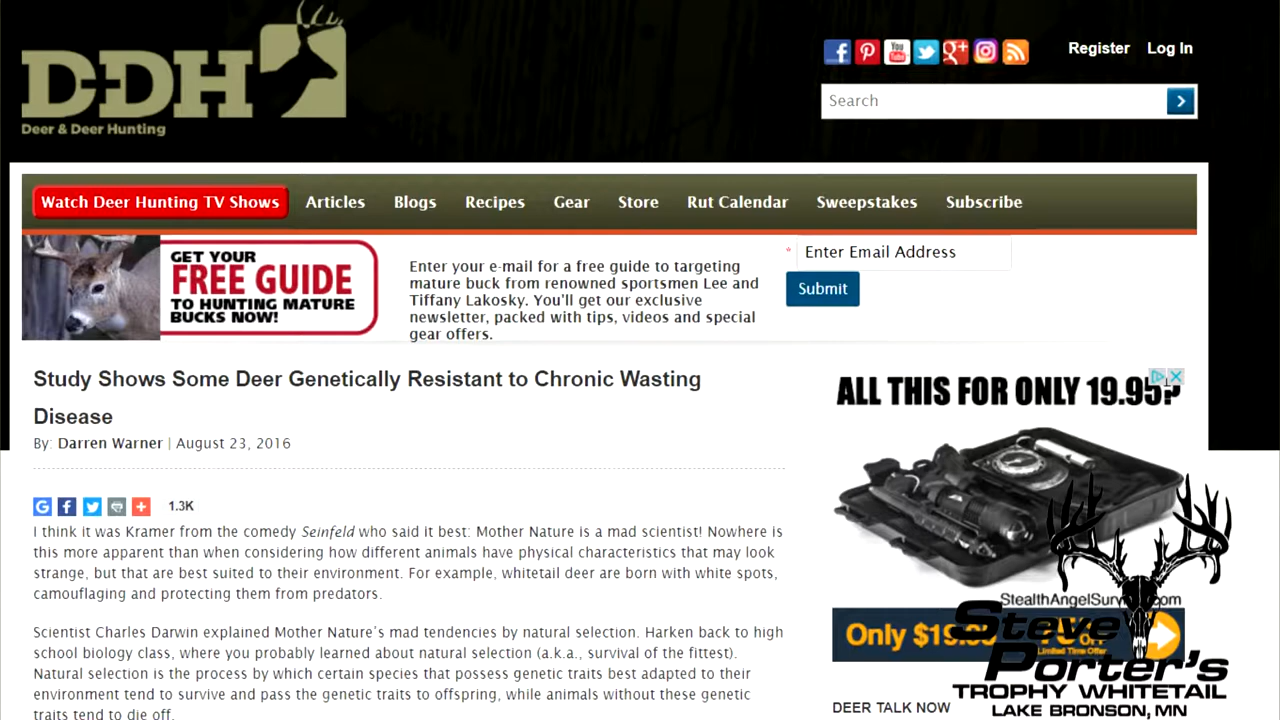 D-DH
Deer & Deer Hunting
Register Log In
Search
Watch Deer Hunting TV Shows Articles Blogs Recipes Gear Store Rut Calendar Sweepstakes Subscribe
GET YOUR
FREE GUIDE
TO HUNTING MATURE
BUCKS NOW!
Enter your e-mail for a free guide to targeting
mature buck from renowned sportsmen Lee and
Tiffany Lakosky. You'll get our exclusive
newsletter, packed with tips, videos and special
gear offers.
* Enter Email Address
Submit
Study Shows Some Deer Genetically Resistant to Chronic Wasting
Disease
By: Darren Warner | August 23, 2016
1.3K
I think it was Kramer from the comedy Seinfeld who said it best: Mother Nature is a mad scientist! Nowhere is
this more apparent than when considering how different animals have physical characteristics that may look
strange, but that are best suited to their environment. For example, whitetail deer are born with white spots,
camouflaging and protecting them from predators.
Scientist Charles Darwin explained Mother Nature's mad tendencies by natural selection. Harken back to high
school biology class, where you probably learned about natural selection (a.k.a., survival of the fittest).
Natural selection is the process by which certain species that possess genetic traits best adapted to their
environment tend to survive and pass the genetic traits to offspring, while animals without these genetic
traits tend to die off.
ALL THIS FOR ONLY 19.95?
Only
Limited Time Offer
DEER TALK NOW
Steve
Porter's
TROPHY WHITETAIL
LAKE BRONSON, MN